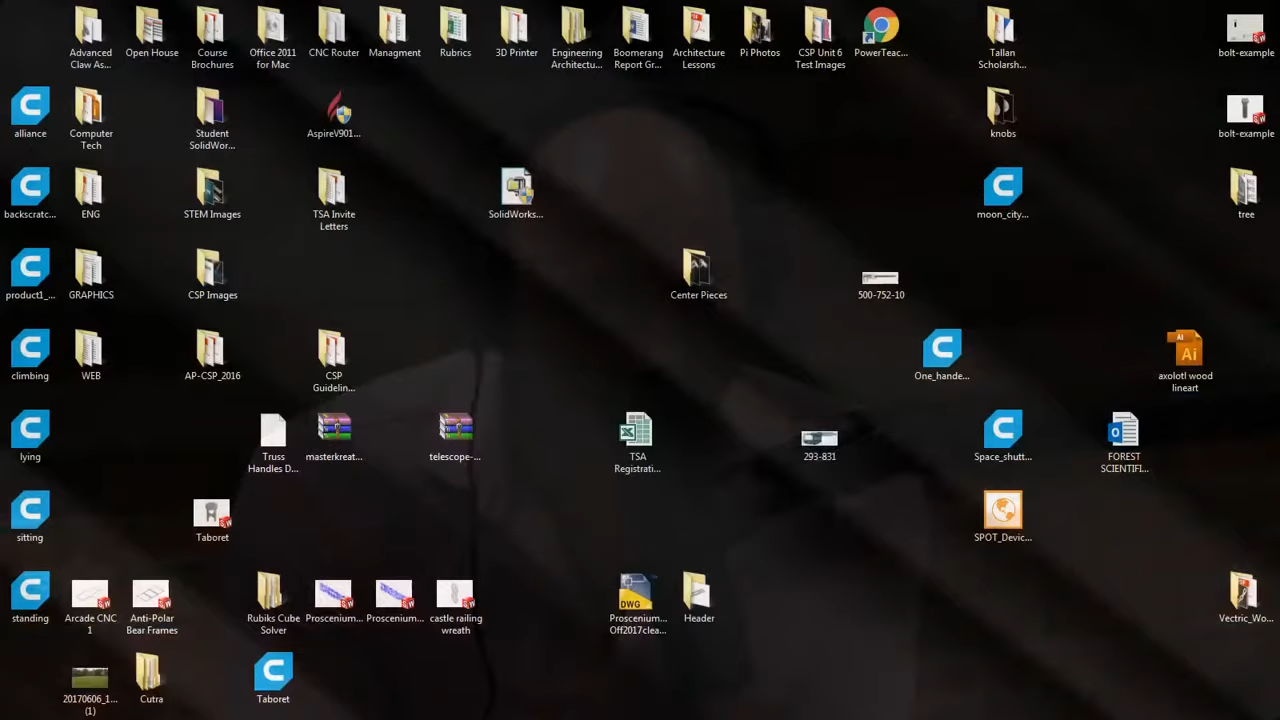 Advanced
Claw As...
Open House
Course
Brochures
Office 2011
for Mac
CNC Router
Managment
Rubrics
3D Printer
Engineering
Architectu...
Boomerang
Report Gr...
Architecture
Lessons
Pi Photos
CSP Unit 6
Test Images
PowerTeac...
Tallan
Scholarsh...
bolt-example
alliance
Computer
Tech
Student
SolidWor...
AspireV901...
knobs
bolt-example
backscratc...
ENG
STEM Images
TSA Invite
Letters
SolidWorks...
moon_city...
tree
product1_...
GRAPHICS
CSP Images
Center Pieces
500-752-10
climbing
WEB
AP-CSP_2016
CSP
Guidelin...
One_hande...
Ai
Ai
axolotl wood
lineart
lying
Truss
Handles D...
masterkreat...
telescope-...
TSA
Registrati...
293-831
Space_shutt...
FOREST
SCIENTIFI...
sitting
Taboret
SPOT_Devic...
standing
Arcade CNC
1
Anti-Polar
Bear Frames
Rubiks Cube
Solver
Proscenium...
Proscenium...
castle railing
wreath
DWG
Proscenium...
Off2017clea...
Header
Vectric_Wo...
20170606_1...
(1)
Cutra
Taboret